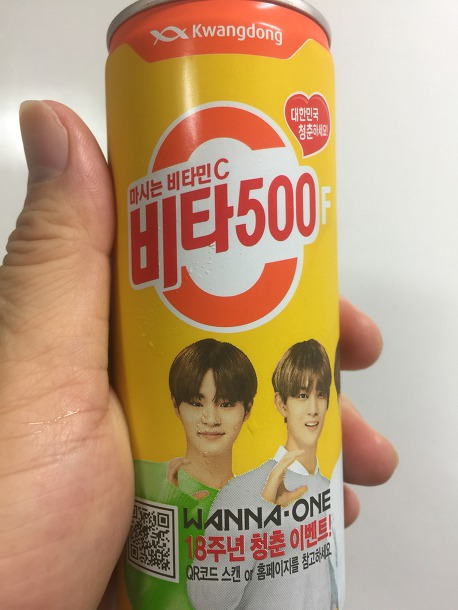 Kwangdong
대한민국
청춘하세요!
마시는 비타민C
비타500 F
WANNA·ONE
18주년 청춘 이벤트!
QR코드 스캔 or 홈페이지를 참고하세요